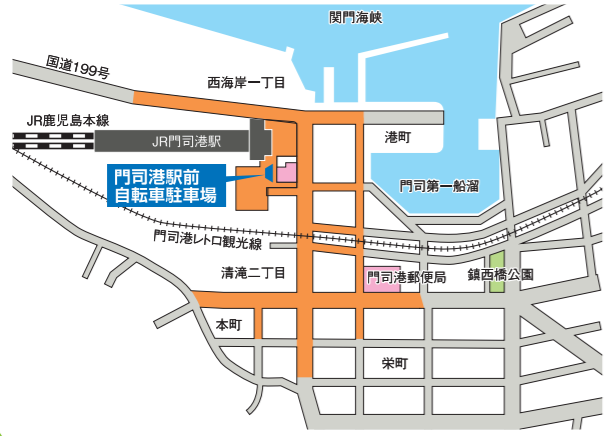 関門海峡
国道199号
西海岸一丁目
JR鹿児島本線
JR門司港駅
港町
門司港駅前
自転車駐車場
門司第一船溜
門司港レトロ観光線
清滝二丁目
門司港郵便局
鎮西橋公園
本町
栄町